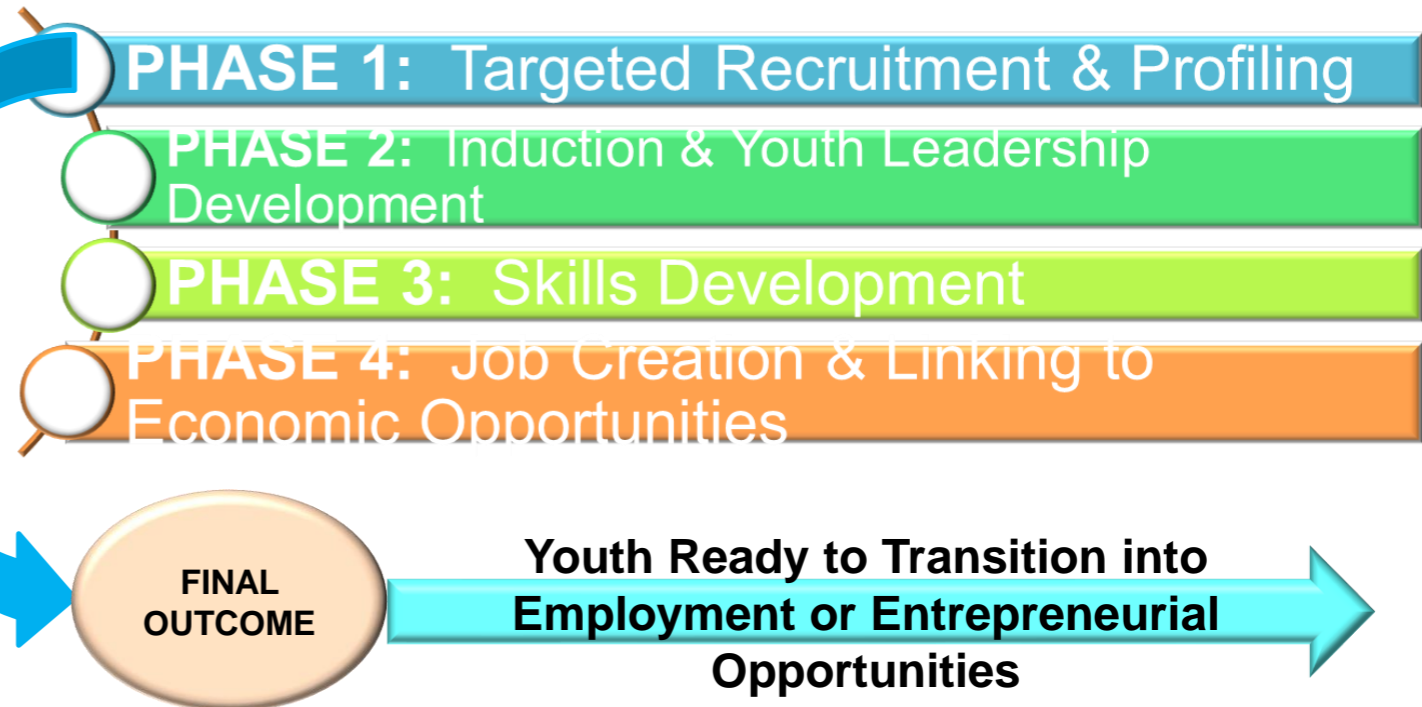 PHASE 1: Targeted Recruitment & Profiling
PHASE 2: Induction & Youth Leadership
Development
PHASE 3: Skills Development
PHASE 4: Job Creation & Linking to
Economic Opportunities
FINAL
OUTCOME
Youth Ready to Transition into
Employment or Entrepreneurial
Opportunities